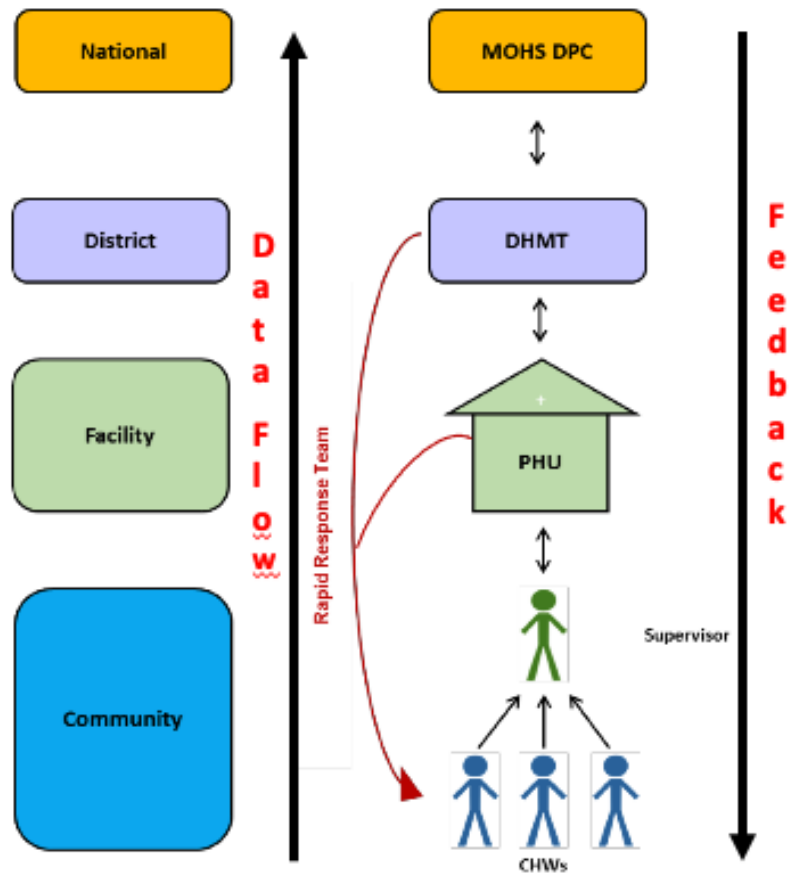 National
MOHS DPC
District
DHMT
Data Flow
Feedback
Facility
PHU
Rapid Response Team
Supervisor
Community
CHWs